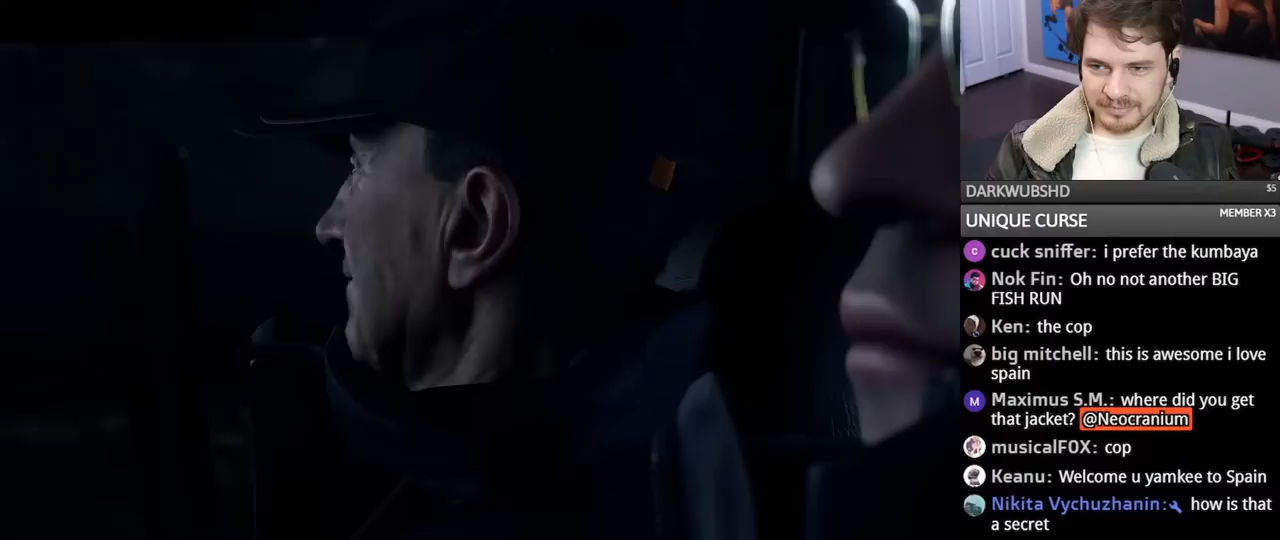 DARKWUBSHD
$5
UNIQUE CURSE
MEMBER X3
c cuck sniffer: i prefer the kumbaya
Nok Fin: Oh no not another BIG
FISH RUN
Ken: the cop
big mitchell: this is awesome i love
spain
M Maximus S.M.: where did you get
that jacket? @Neocranium
musicalF0X: cop
Keanu: Welcome u yamkee to Spain
Nikita Vychuzhanin: how is that
a secret